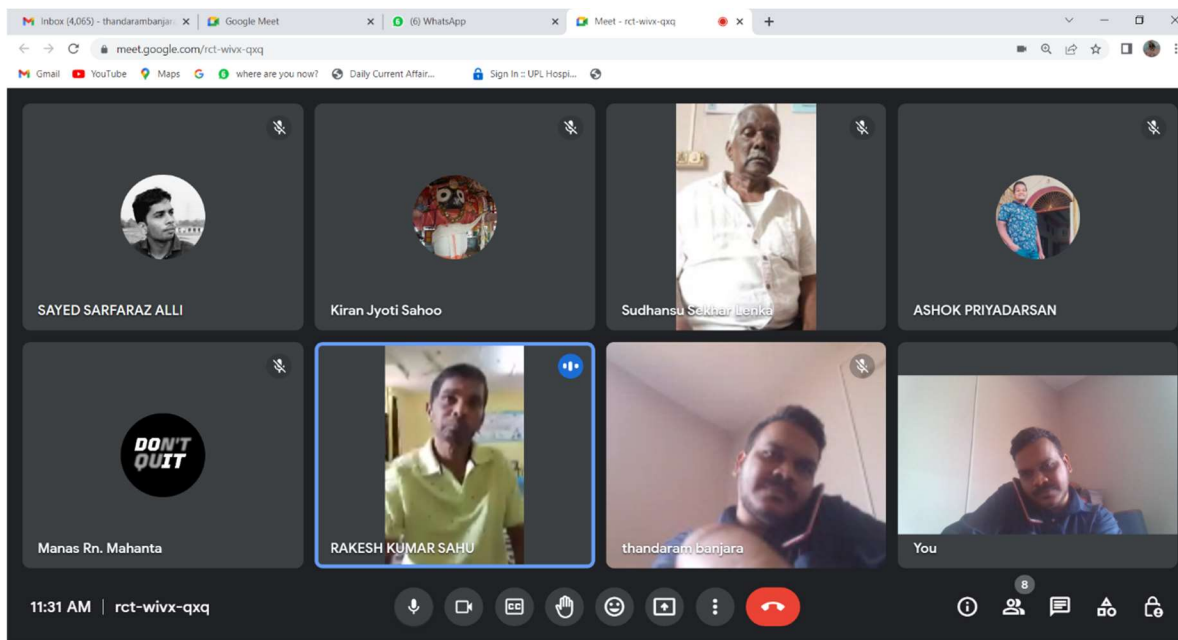 Inbox (4,065) - thandarambanjar
Google Meet
(6) WhatsApp
Meet - rct-wivx-qxq
meet.google.com/rct-wivx-qxq
Gmail
YouTube
Maps
where are you now?
Daily Current Affair...
Sign In :: UPL Hospi...
SAYED SARFARAZ ALLI
Kiran Jyoti Sahoo
Sudhansu Sekhar Lenka
ASHOK PRIYADARSAN
DON'T
QUIT
Manas Rn. Mahanta
RAKESH KUMAR SAHU
thandaram banjara
You
8
11:31 AM | rct-wivx-qxq
CC